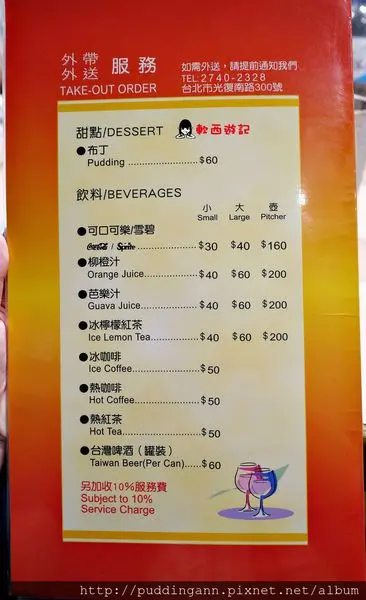 外帶
外送 服務
TAKE-OUT ORDER
如需外送，請提前通知我們
TEL:2740-2328
台北市光復南路300號
甜點/DESSERT 軟西遊記
●布丁
Pudding .................... $60
飲料/BEVERAGES
小 大 壺
Small Large Pitcher
●可口可樂/雪碧
Coca-Cola / Sprite .................... $30 $40 $160
●柳橙汁
Orange Juice.................... $40 $60 $200
●芭樂汁
Guava Juice.................... $40 $60 $200
●冰檸檬紅茶
Ice Lemon Tea.................... $40 $60 $200
●冰咖啡
Ice Coffee.................... $50
●熱咖啡
Hot Coffee.................... $50
●熱紅茶
Hot Tea.................... $50
●台灣啤酒（罐裝）
Taiwan Beer(Per Can)...... $60
另加收10%服務費
Subject to 10%
Service Charge
http://puddingann.pixnet.net/album